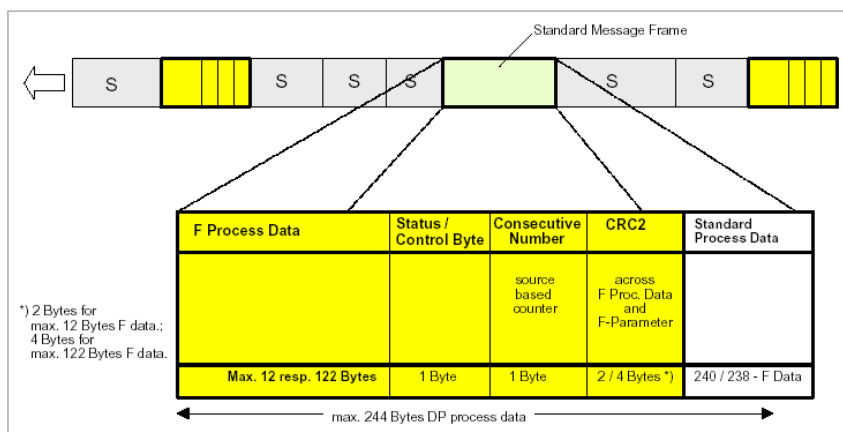 Standard Message Frame
S
S
S
S
S
S
F Process Data
Status /
Control Byte
Consecutive
Number
CRC2
Standard
Process Data
source
based
counter
across
F Proc. Data
and
F-Parameter
*) 2 Bytes for
max. 12 Bytes F data.;
4 Bytes for
max. 122 Bytes F data.
Max. 12 resp. 122 Bytes
1 Byte
1 Byte
2 / 4 Bytes *)
240 / 238 - F Data
max. 244 Bytes DP process data